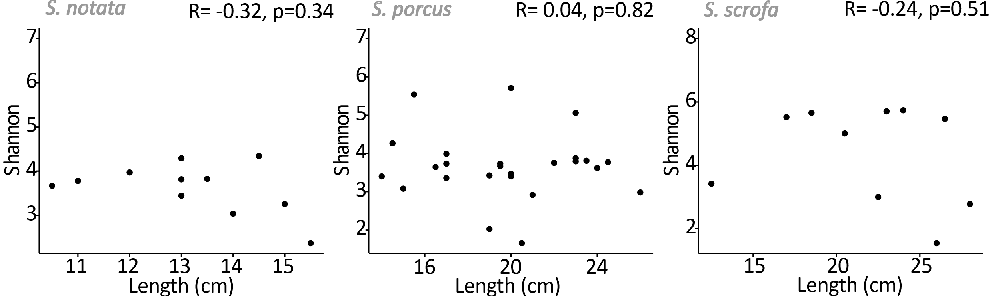 S. notata
R= -0.32, p=0.34
7
6
5
4
3
Shannon
11 12 13 14 15
Length (cm)
S. porcus
R= 0.04, p=0.82
7
6
5
4
3
2
Shannon
16 20 24
Length (cm)
S. scrofa
R= -0.24, p=0.51
8
6
4
2
Shannon
15 20 25
Length (cm)